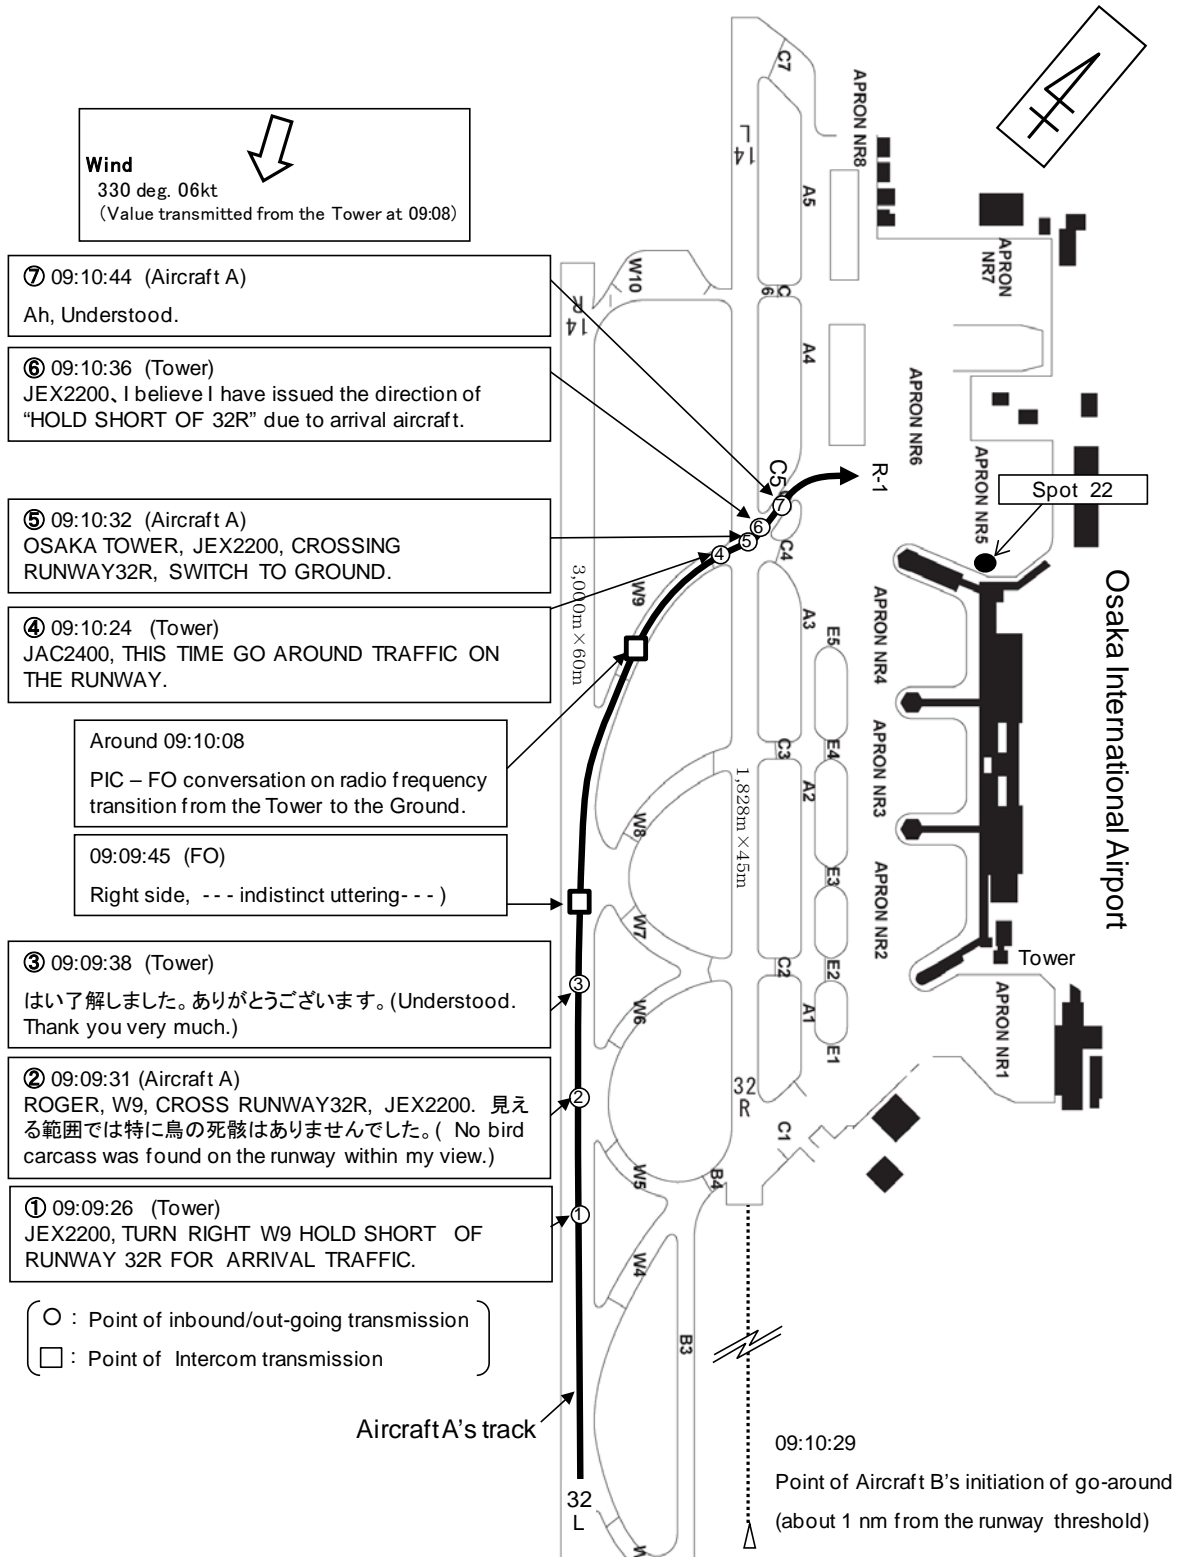 Wind
330 deg. 06kt
(Value transmitted from the Tower at 09:08)
⑦ 09:10:44 (Aircraft A)
Ah, Understood.
⑥ 09:10:36 (Tower)
JEX2200、I believe I have issued the direction of
“HOLD SHORT OF 32R” due to arrival aircraft.
⑤ 09:10:32 (Aircraft A)
OSAKA TOWER, JEX2200, CROSSING
RUNWAY32R, SWITCH TO GROUND.
④ 09:10:24 (Tower)
JAC2400, THIS TIME GO AROUND TRAFFIC ON
THE RUNWAY.
Around 09:10:08
PIC – FO conversation on radio frequency
transition from the Tower to the Ground.
09:09:45 (FO)
Right side, - - - indistinct uttering- - - )
③ 09:09:38 (Tower)
はい了解しました。ありがとうございます。(Understood.
Thank you very much.)
② 09:09:31 (Aircraft A)
ROGER, W9, CROSS RUNWAY32R, JEX2200. 見え
る範囲では特に鳥の死骸はありませんでした。( No bird
carcass was found on the runway within my view.)
① 09:09:26 (Tower)
JEX2200, TURN RIGHT W9 HOLD SHORT OF
RUNWAY 32R FOR ARRIVAL TRAFFIC.
○ : Point of inbound/out-going transmission
□ : Point of Intercom transmission
Aircraft A's track
32
L
09:10:29
Point of Aircraft B's initiation of go-around
(about 1 nm from the runway threshold)
C7
APRON NR8
14
L
A5
APRON
NR7
W10
C
6
14
R
A4
APRON NR6
C5
R-1
APRON NR5
Spot 22
7
6
5
4
C4
3,000m×60m
W9
A3
E5
APRON NR4
Osaka International Airport
C3
E4
1,828m×45m
A2
APRON NR3
W8
E3
APRON NR2
W7
C2
E2
Tower
3
W6
A1
E1
APRON NR1
2
32
R
C1
W5
B4
1
W4
B3